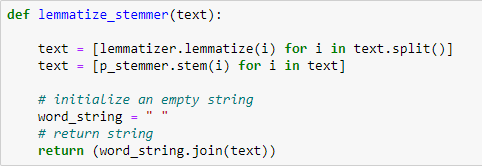 def lemmatize_stemmer(text):
    text = [lemmatizer.lemmatize(i) for i in text.split()]
    text = [p_stemmer.stem(i) for i in text]
    # initialize an empty string
    word_string = " "
    # return string
    return (word_string.join(text))